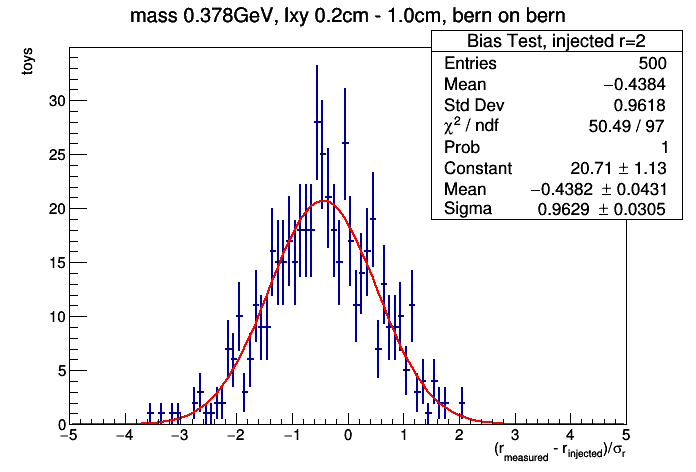 mass 0.378GeV, lxy 0.2cm - 1.0cm, bern on bern
Bias Test, injected r=2
Entries 500
Mean −0.4384
Std Dev 0.9618
χ² / ndf 50.49 / 97
Prob 1
Constant 20.71 ± 1.13
Mean −0.4382 ± 0.0431
Sigma 0.9629 ± 0.0305
toys
30
25
20
15
10
5
0
−5 −4 −3 −2 −1 0 1 2 3 4 5
(r_measured - r_injected)/σ_r